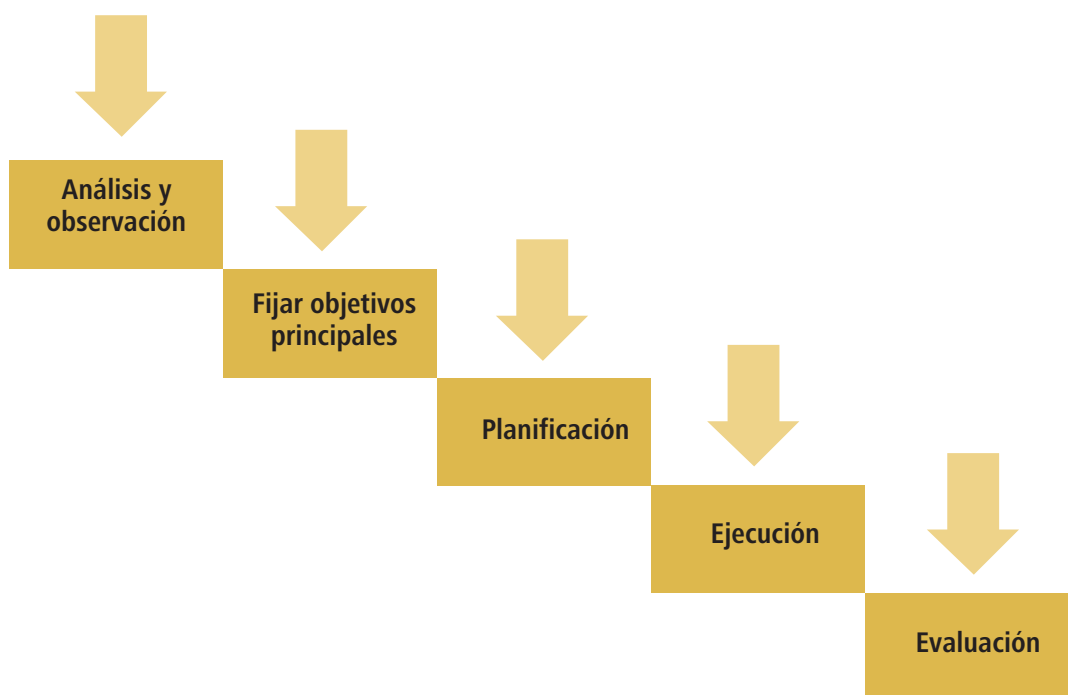 Análisis y
observación
Fijar objetivos
principales
Planificación
Ejecución
Evaluación